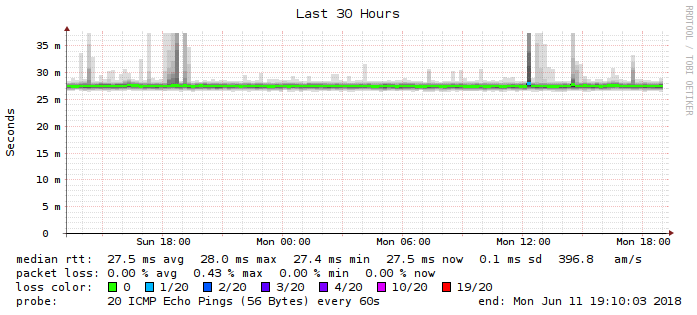 Last 30 Hours
RRDTOOL / TOBI OETIKER
Seconds
35 m
30 m
25 m
20 m
15 m
10 m
5 m
0
Sun 18:00 Mon 00:00 Mon 06:00 Mon 12:00 Mon 18:00
median rtt: 27.5 ms avg 28.0 ms max 27.4 ms min 27.5 ms now 0.1 ms sd 396.8 am/s
packet loss: 0.00 % avg 0.43 % max 0.00 % min 0.00 % now
loss color: 0 1/20 2/20 3/20 4/20 10/20 19/20
probe: 20 ICMP Echo Pings (56 Bytes) every 60s end: Mon Jun 11 19:10:03 2018